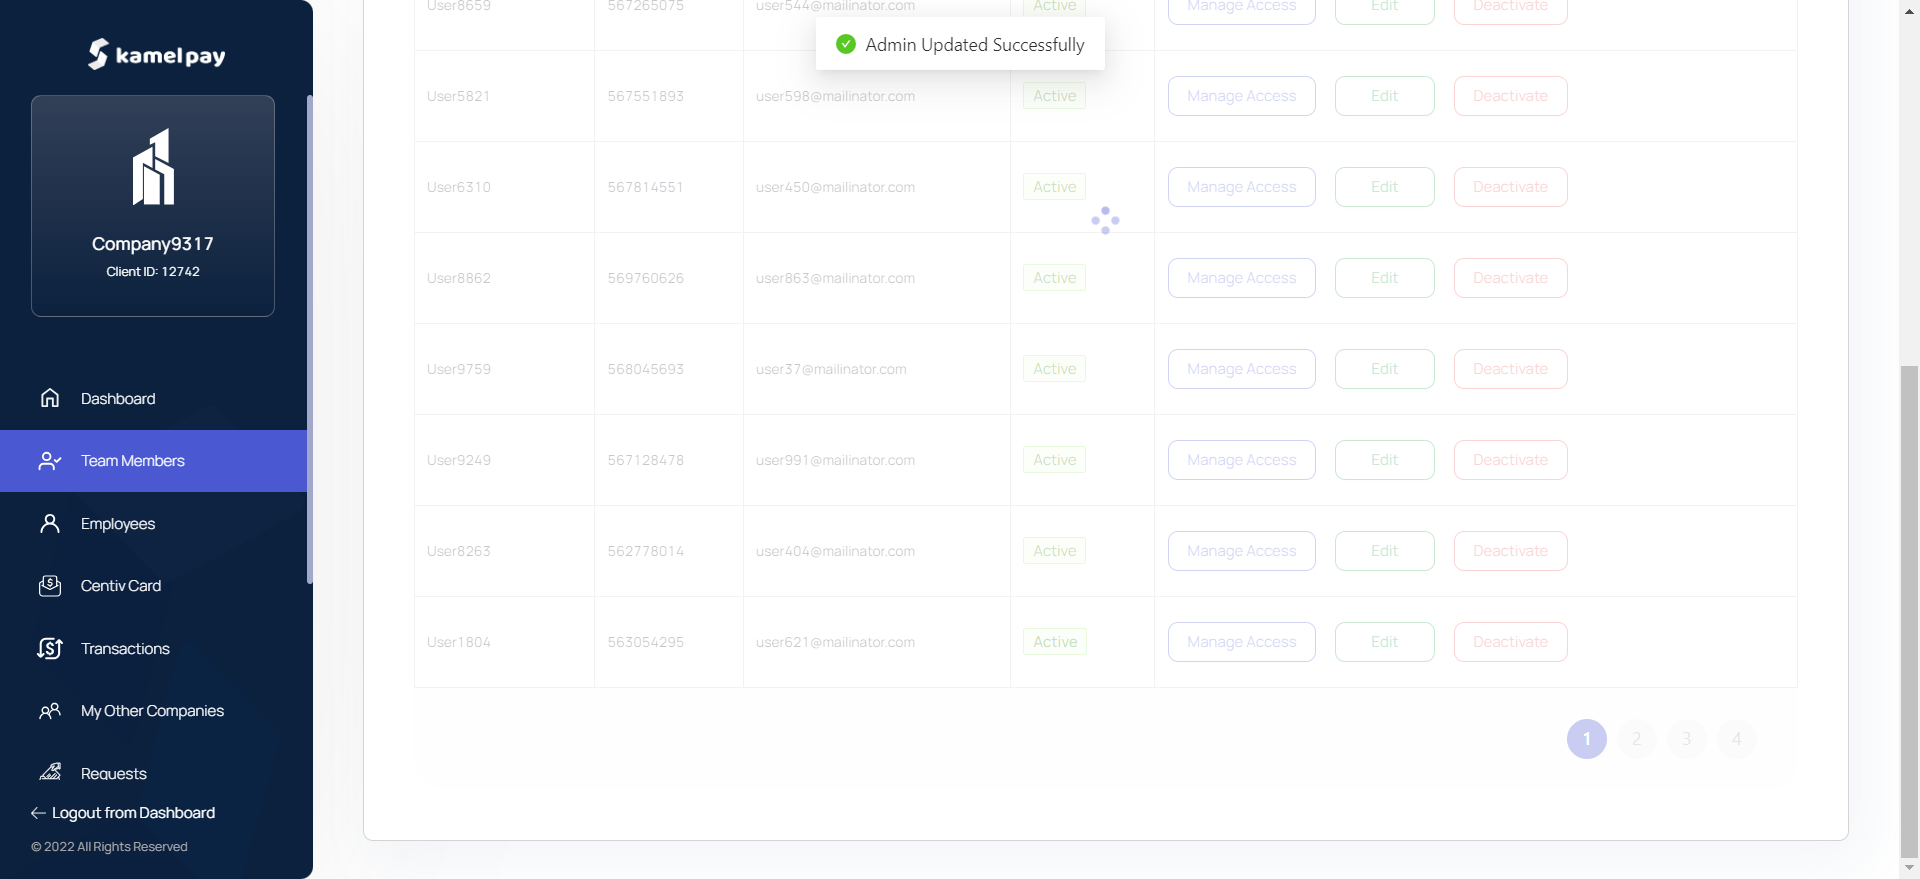 kamelpay
Company9317
Client ID: 12742
Dashboard
Team Members
Employees
Centiv Card
Transactions
My Other Companies
Requests
Logout from Dashboard
© 2022 All Rights Reserved
Admin Updated Successfully
User8659 567265075 user544@mailinator.com Active Manage Access Edit Deactivate
User5821 567551893 user598@mailinator.com Active Manage Access Edit Deactivate
User6310 567814551 user450@mailinator.com Active Manage Access Edit Deactivate
User8862 569760626 user863@mailinator.com Active Manage Access Edit Deactivate
User9759 568045693 user37@mailinator.com Active Manage Access Edit Deactivate
User9249 567128478 user991@mailinator.com Active Manage Access Edit Deactivate
User8263 562778014 user404@mailinator.com Active Manage Access Edit Deactivate
User1804 563054295 user621@mailinator.com Active Manage Access Edit Deactivate
1 2 3 4